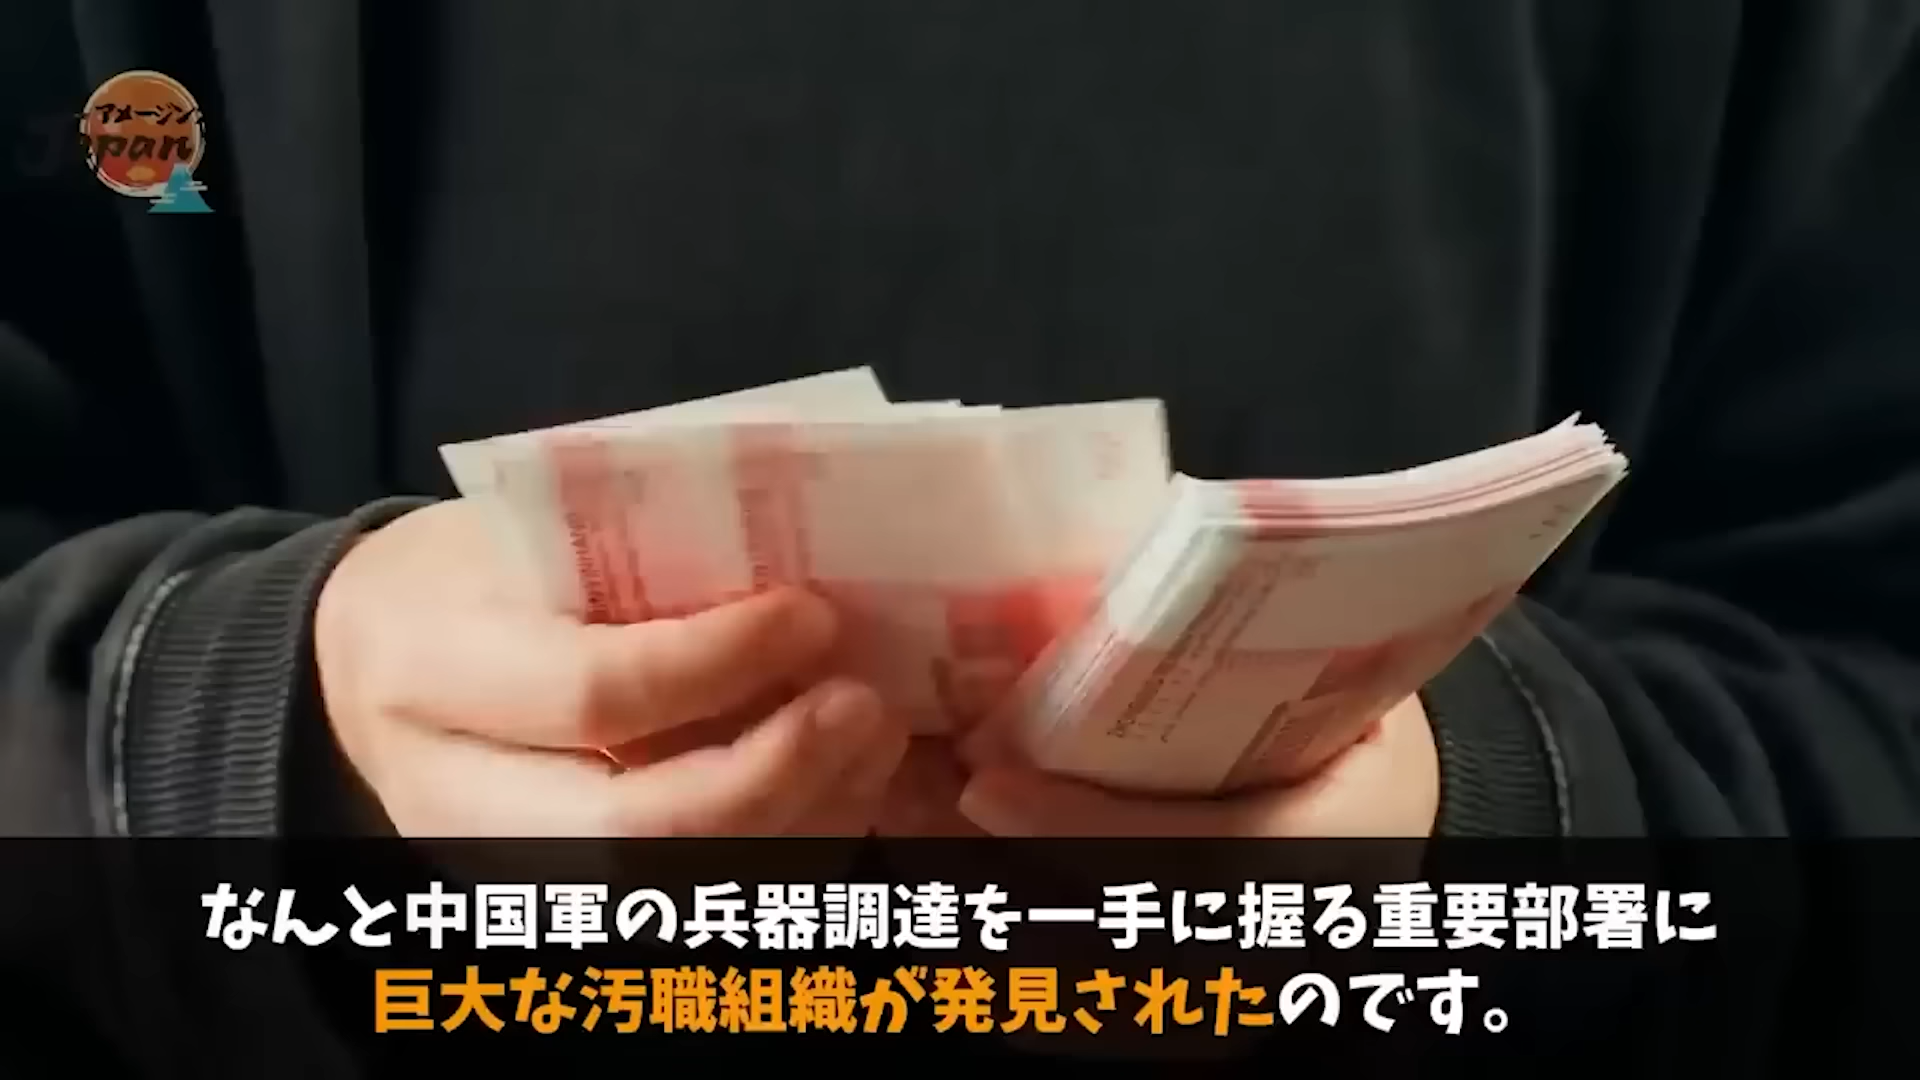 アメージング
Japan
なんと中国軍の兵器調達を一手に握る重要部署に
巨大な汚職組織が発見されたのです。